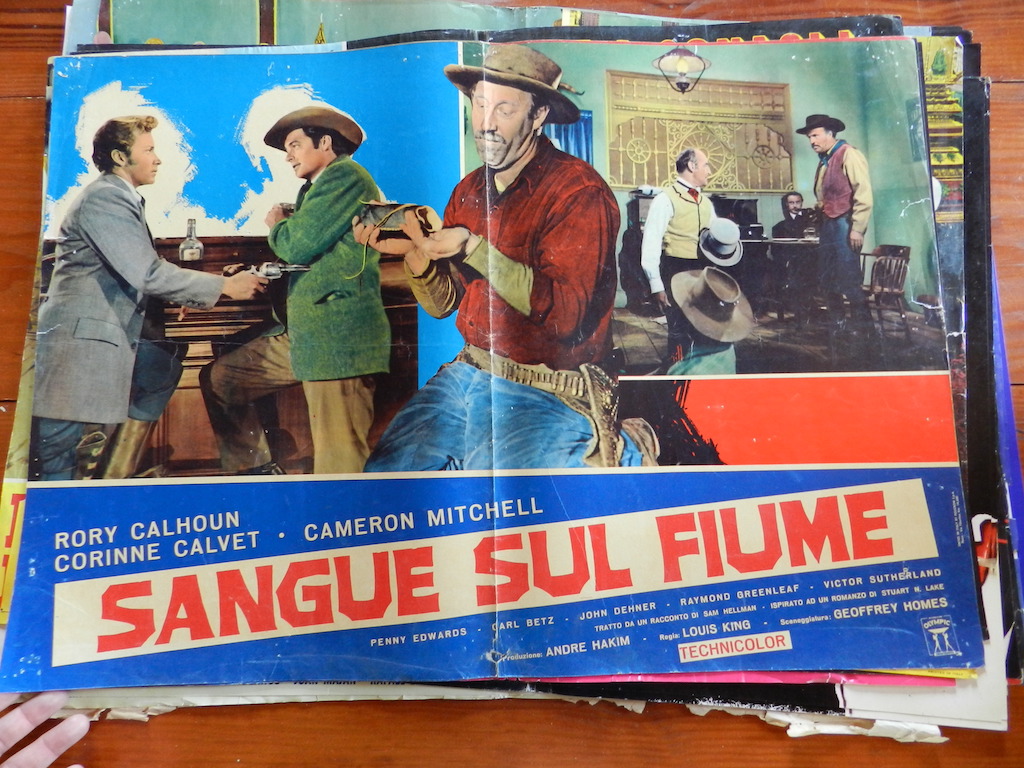 RORY CALHOUN
CORINNE CALVET · CAMERON MITCHELL
SANGUE SUL FIUME
PENNY EDWARDS · CARL BETZ · JOHN DEHNER · RAYMOND GREENLEAF · VICTOR SUTHERLAND
TRATTO DA UN RACCONTO DI SAM HELLMAN · ISPIRATO AD UN ROMANZO DI STUART N. LAKE
Produzione: ANDRE HAKIM · Regia: LOUIS KING · Sceneggiatura: GEOFFREY HOMES
TECHNICOLOR
OLYMPIC